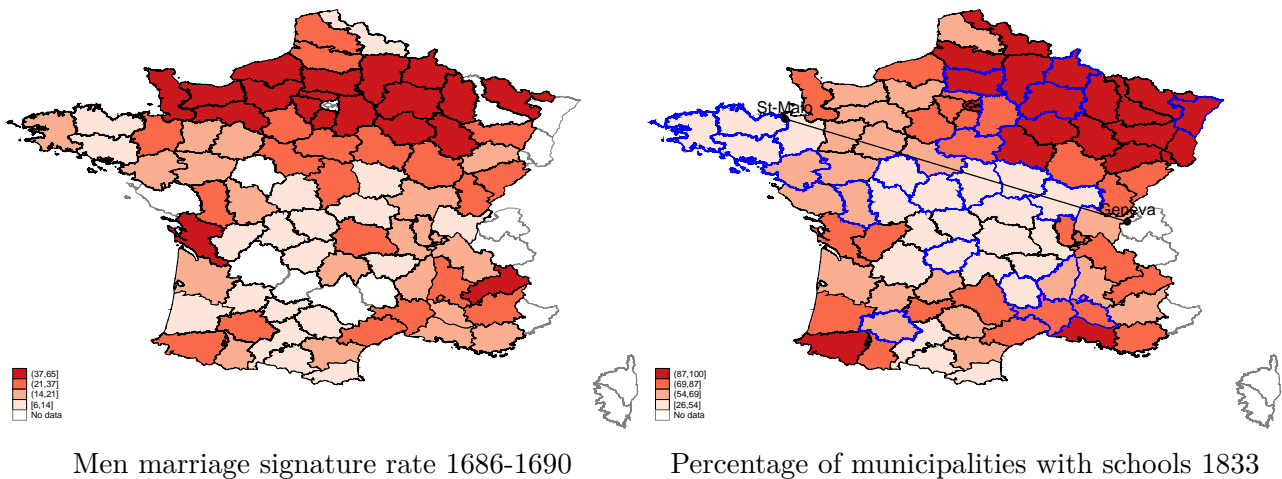 St-Malo
Geneva
(37,65]
(21,37]
(14,21]
[6,14]
No data
(87,100]
(69,87]
(54,69]
[26,54]
No data
Men marriage signature rate 1686-1690
Percentage of municipalities with schools 1833